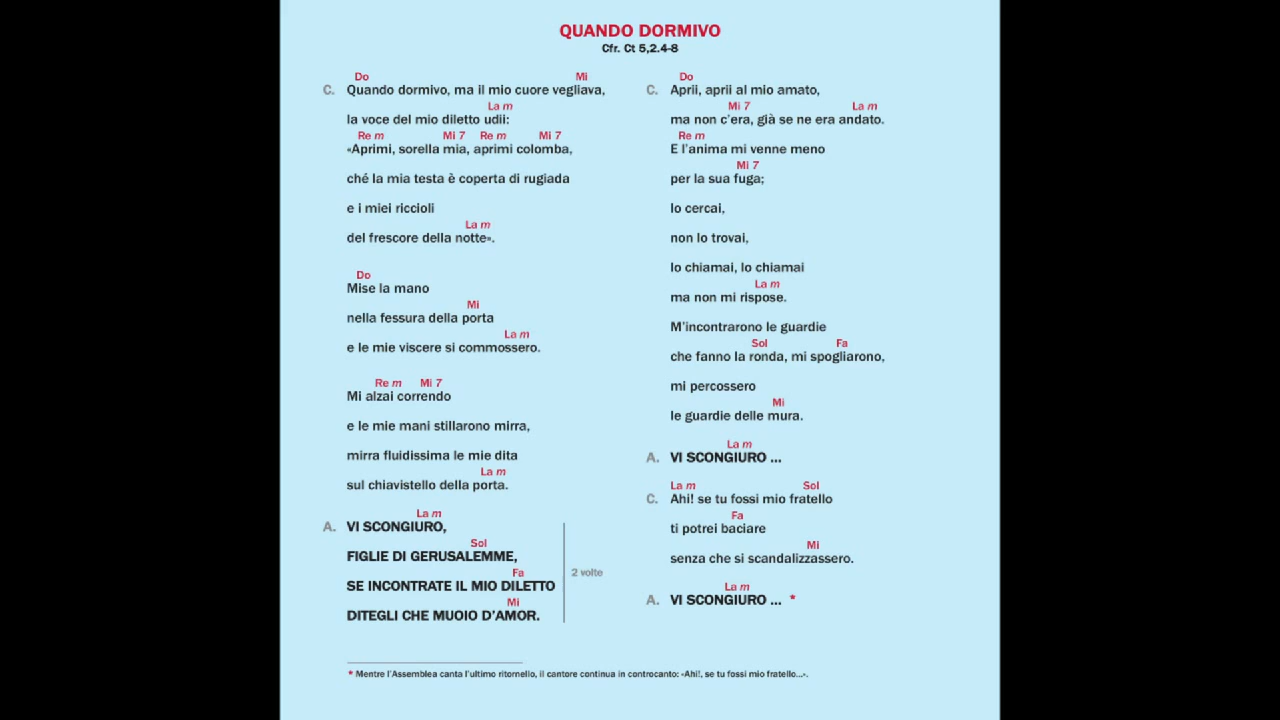 QUANDO DORMIVO
Cfr. Ct 5,2.4-8
Do Mi
C. Quando dormivo, ma il mio cuore vegliava,
La m
la voce del mio diletto udii:
Re m Mi 7 Re m Mi 7
«Aprimi, sorella mia, aprimi colomba,
ché la mia testa è coperta di rugiada
e i miei riccioli
La m
del frescore della notte».
Do
Mise la mano
Mi
nella fessura della porta
La m
e le mie viscere si commossero.
Re m Mi 7
Mi alzai correndo
e le mie mani stillarono mirra,
mirra fluidissima le mie dita
La m
sul chiavistello della porta.
La m
A. VI SCONGIURO,
Sol
FIGLIE DI GERUSALEMME,
Fa
SE INCONTRATE IL MIO DILETTO
Mi
DITEGLI CHE MUOIO D'AMOR.
2 volte
Do
C. Aprii, aprii al mio amato,
Mi 7 La m
ma non c'era, già se ne era andato.
Re m
E l'anima mi venne meno
Mi 7
per la sua fuga;
lo cercai,
non lo trovai,
lo chiamai, lo chiamai
La m
ma non mi rispose.
M'incontrarono le guardie
Sol Fa
che fanno la ronda, mi spogliarono,
mi percossero
Mi
le guardie delle mura.
La m
A. VI SCONGIURO ...
La m Sol
C. Ahi! se tu fossi mio fratello
Fa
ti potrei baciare
Mi
senza che si scandalizzassero.
La m
A. VI SCONGIURO ... *
* Mentre l'Assemblea canta l'ultimo ritornello, il cantore continua in controcanto: «Ahi!, se tu fossi mio fratello...».